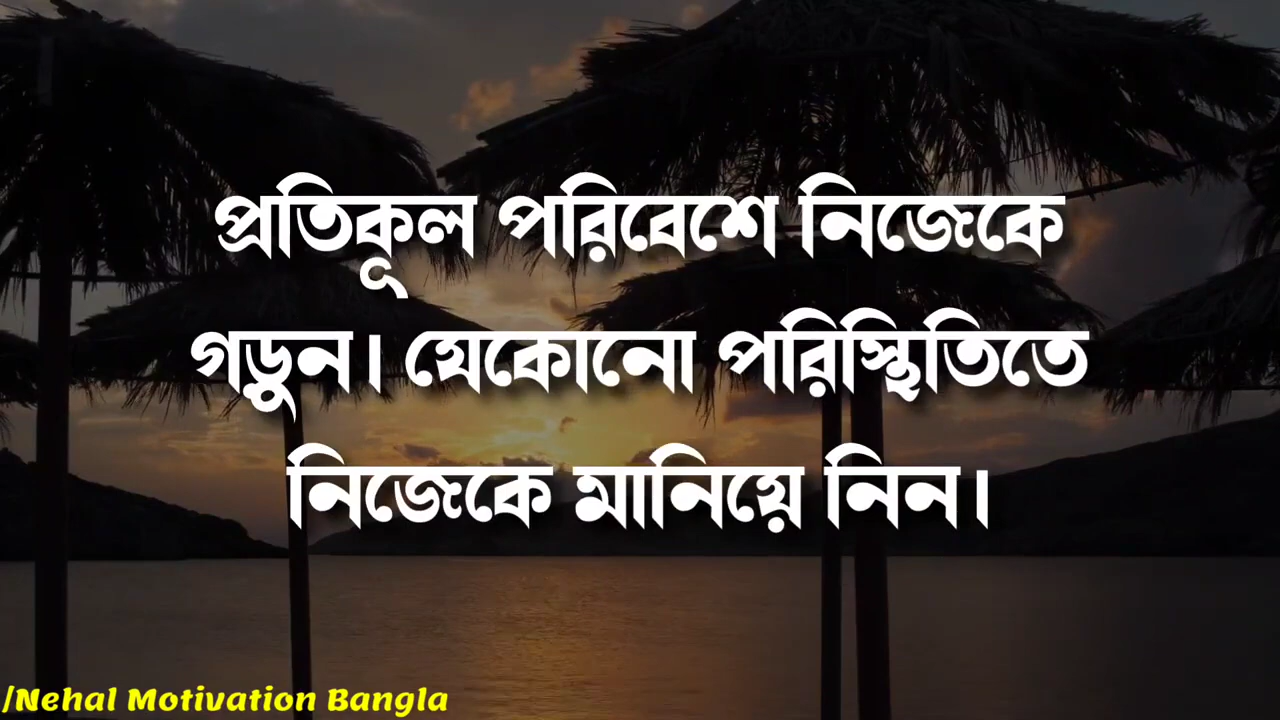 প্রতিকূল পরিবেশে নিজেকে
গড়ুন। যেকোনো পরিস্থিতিতে
নিজেকে মানিয়ে নিন।
/Nehal Motivation Bangla